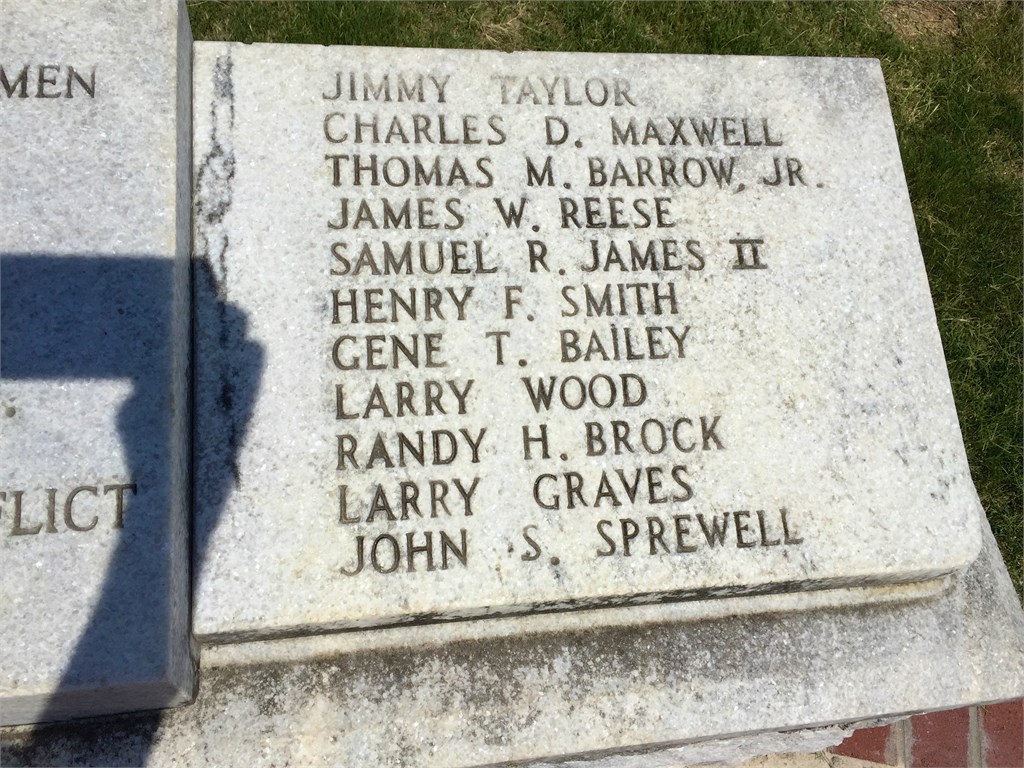 MEN
FLICT
JIMMY TAYLOR
CHARLES D. MAXWELL
THOMAS M. BARROW, JR.
JAMES W. REESE
SAMUEL R. JAMES II
HENRY F. SMITH
GENE T. BAILEY
LARRY WOOD
RANDY H. BROCK
LARRY GRAVES
JOHN S. SPREWELL